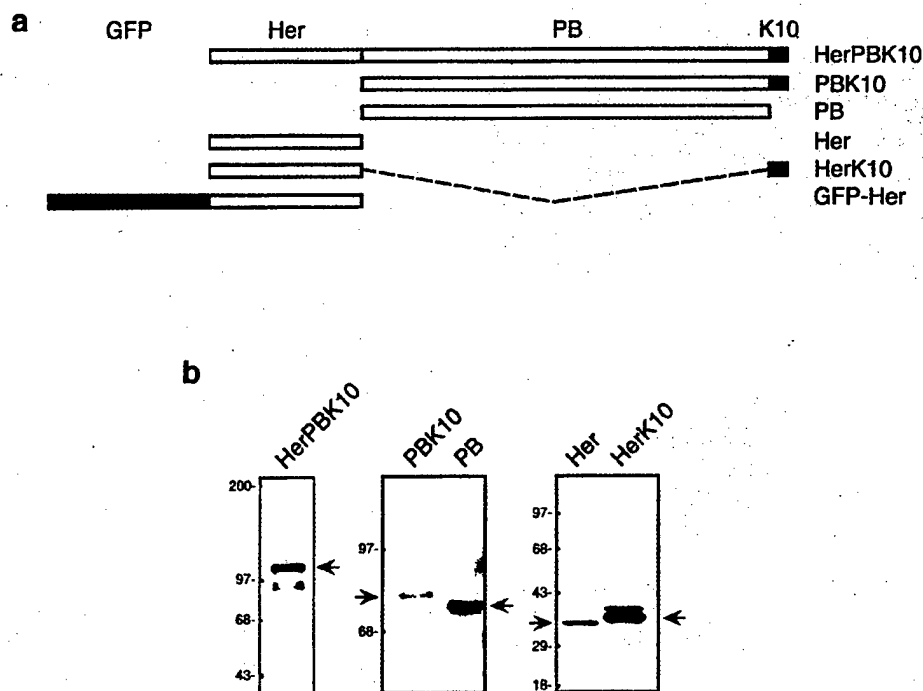 a
GFP Her PB K10
HerPBK10
PBK10
PB
Her
HerK10
GFP-Her
b
HerPBK10
PBK10 PB
Her HerK10
200-
97-
68-
43-
97-
68-
97-
68-
43-
29-
18-